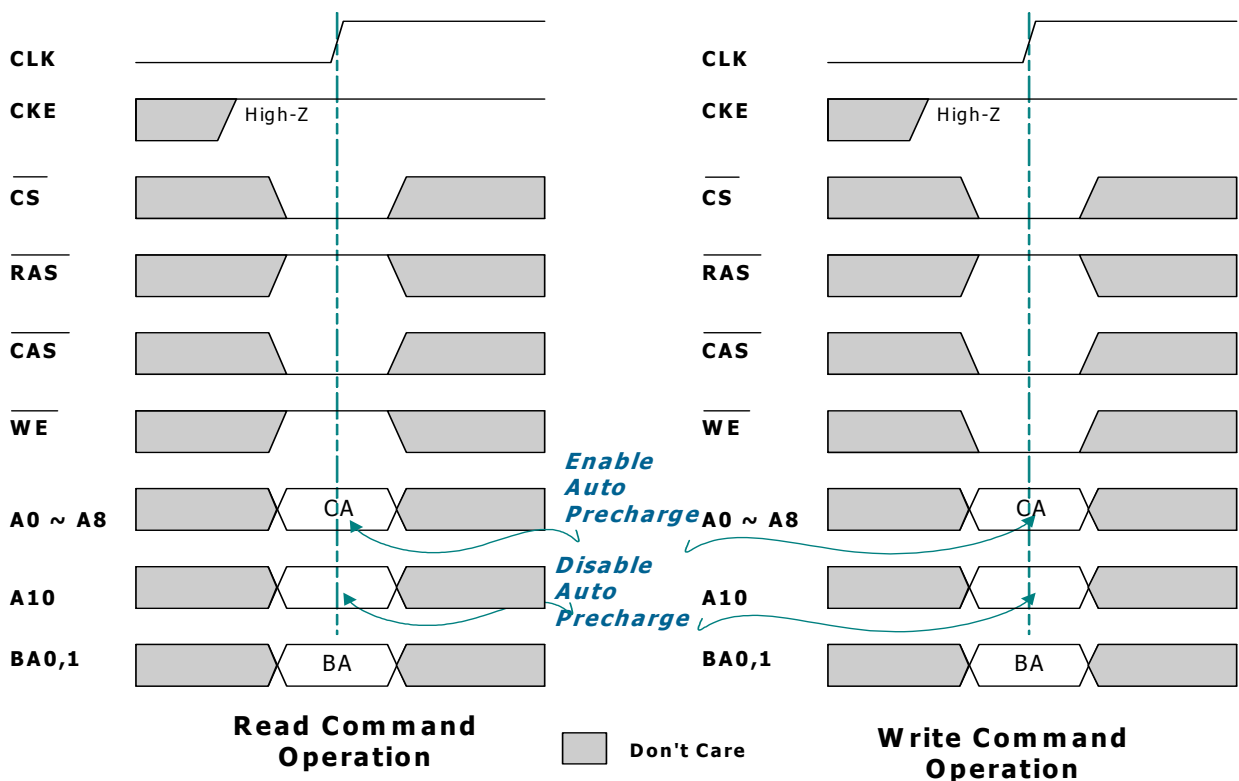 CLK
CKE
High-Z
CS
RAS
CAS
WE
A0 ~ A8
CA
A10
BA0,1
BA
Read Command
Operation
Enable
Auto
Precharge
Disable
Auto
Precharge
Don't Care
CLK
CKE
High-Z
CS
RAS
CAS
WE
A0 ~ A8
CA
A10
BA0,1
BA
Write Command
Operation